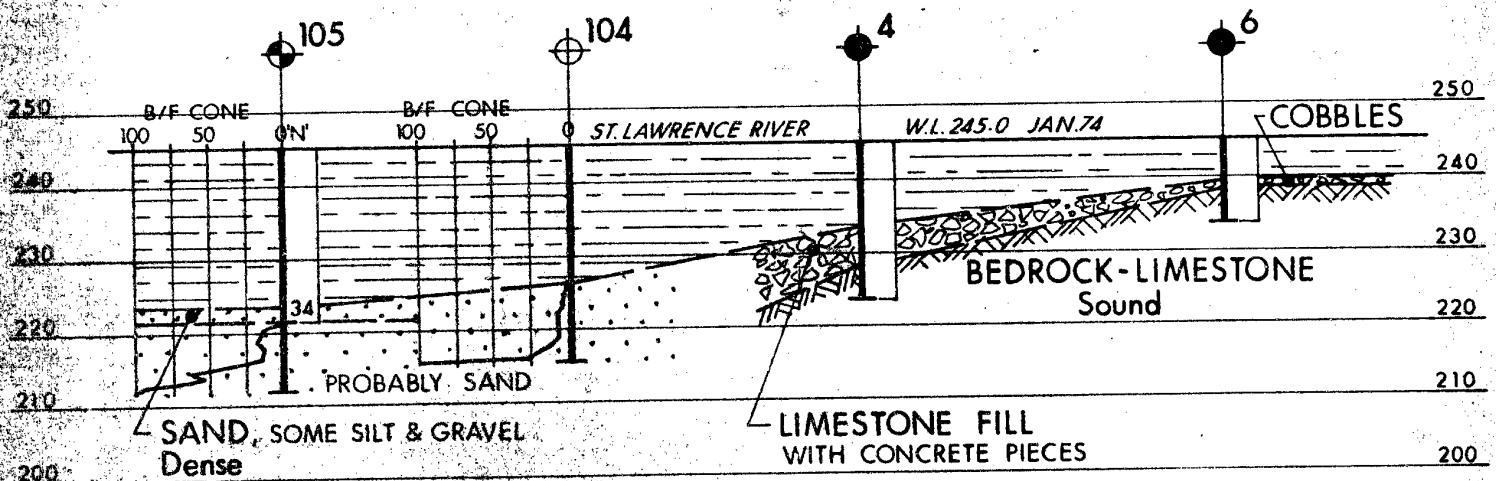 105
104
4
6
250
B/F CONE
B/F CONE
250
100 50 0'N'
100 50 0
ST. LAWRENCE RIVER
W.L. 245.0 JAN. 74
COBBLES
240
240
230
230
BEDROCK-LIMESTONE
Sound
34
220
220
PROBABLY SAND
210
210
SAND, SOME SILT & GRAVEL
Dense
LIMESTONE FILL
WITH CONCRETE PIECES
200
200